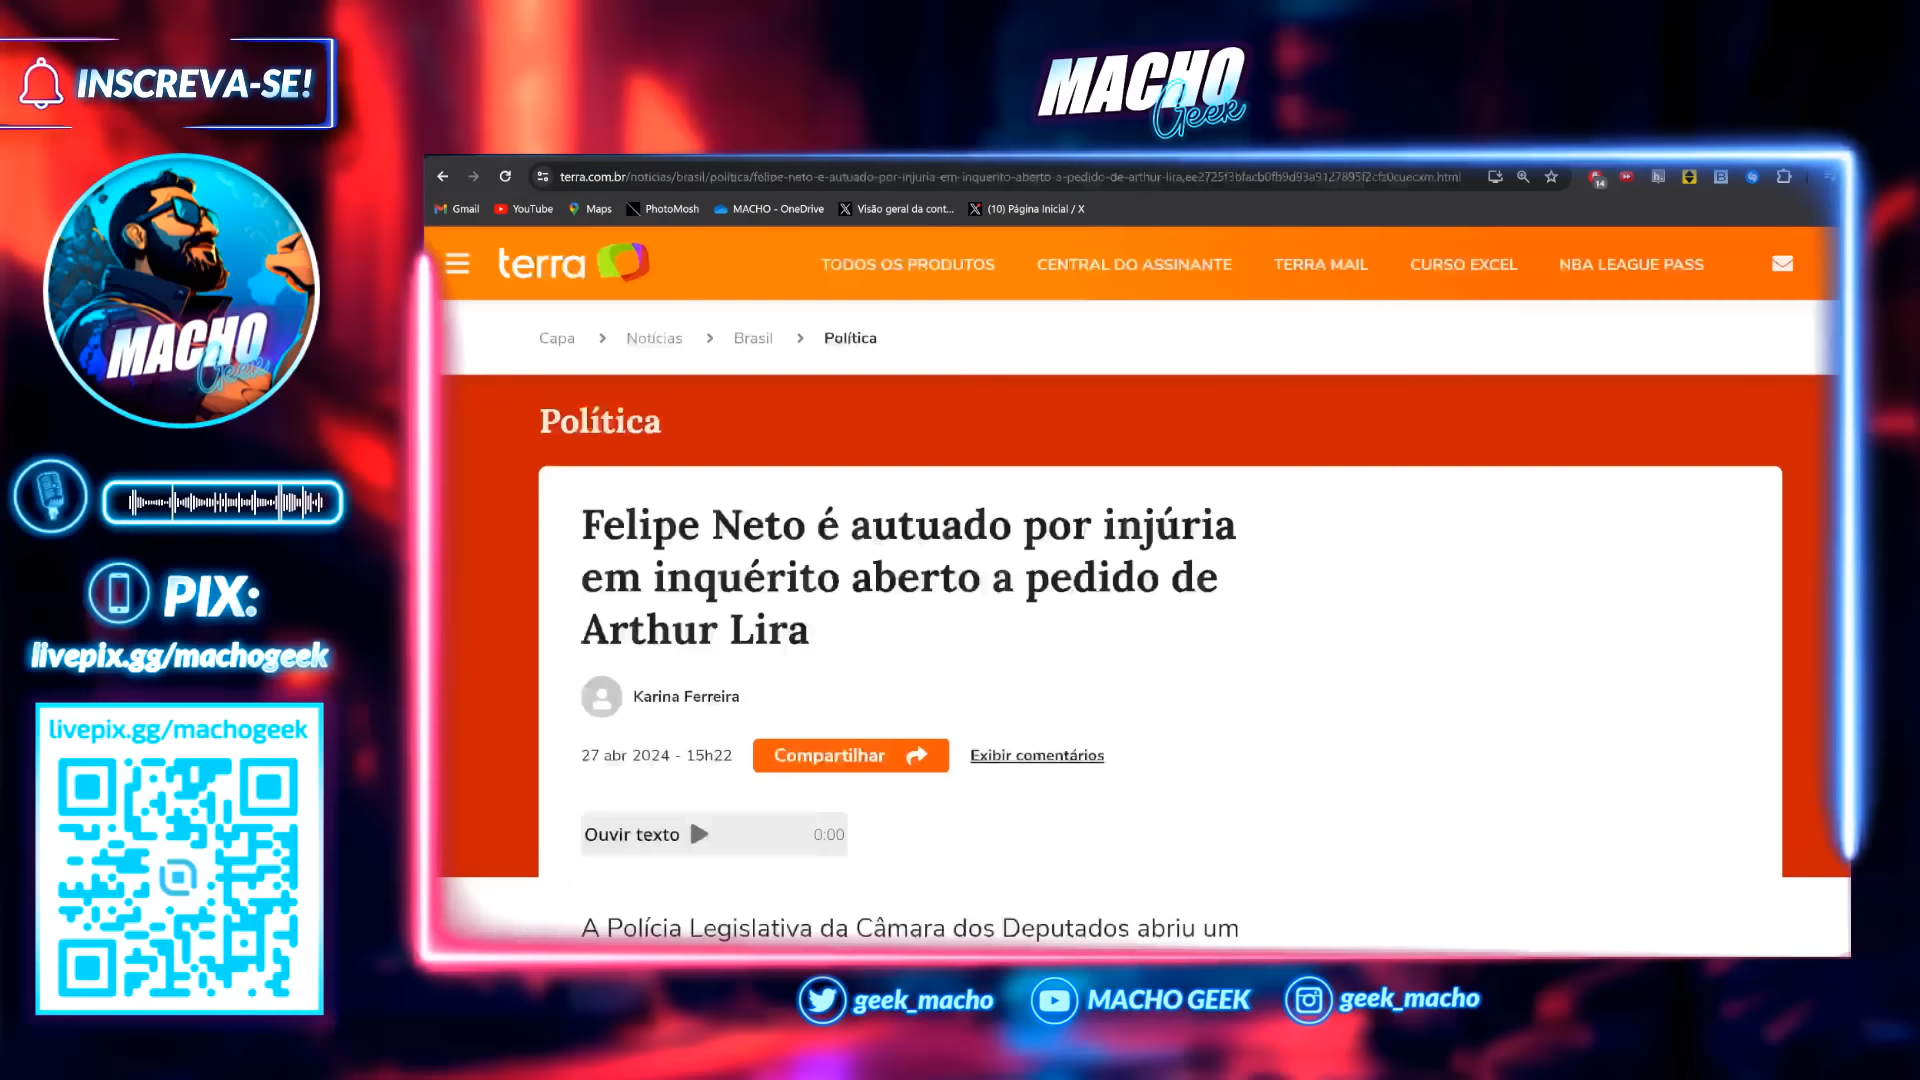 INSCREVA-SE!
MACHO
Geek
MACHO
Geek
PIX:
livepix.gg/machogeek
livepix.gg/machogeek
terra.com.br/noticias/brasil/politica/felipe-neto-e-autuado-por-injuria-em-inquerito-aberto-a-pedido-de-arthur-lira
14
Gmail YouTube Maps PhotoMosh MACHO - OneDrive Visão geral da cont... (10) Página Inicial / X
terra TODOS OS PRODUTOS CENTRAL DO ASSINANTE TERRA MAIL CURSO EXCEL NBA LEAGUE PASS
Capa > Notícias > Brasil > Política
Política
Felipe Neto é autuado por injúria
em inquérito aberto a pedido de
Arthur Lira
Karina Ferreira
27 abr 2024 - 15h22 Compartilhar Exibir comentários
Ouvir texto 0:00
A Polícia Legislativa da Câmara dos Deputados abriu um
geek_macho MACHO GEEK geek_macho